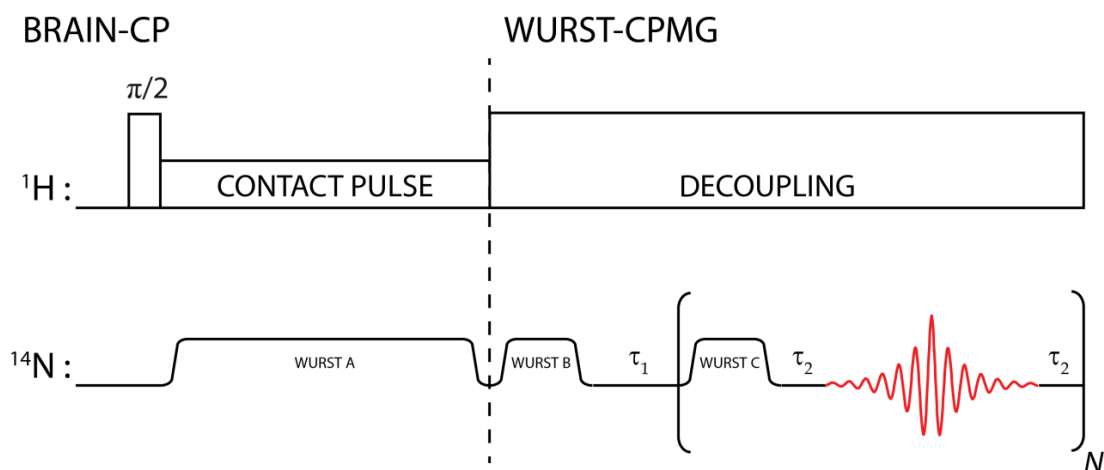 BRAIN-CP WURST-CPMG
π/2
¹H : CONTACT PULSE DECOUPLING
¹⁴N : WURST A WURST B τ₁ WURST C τ₂ τ₂
N